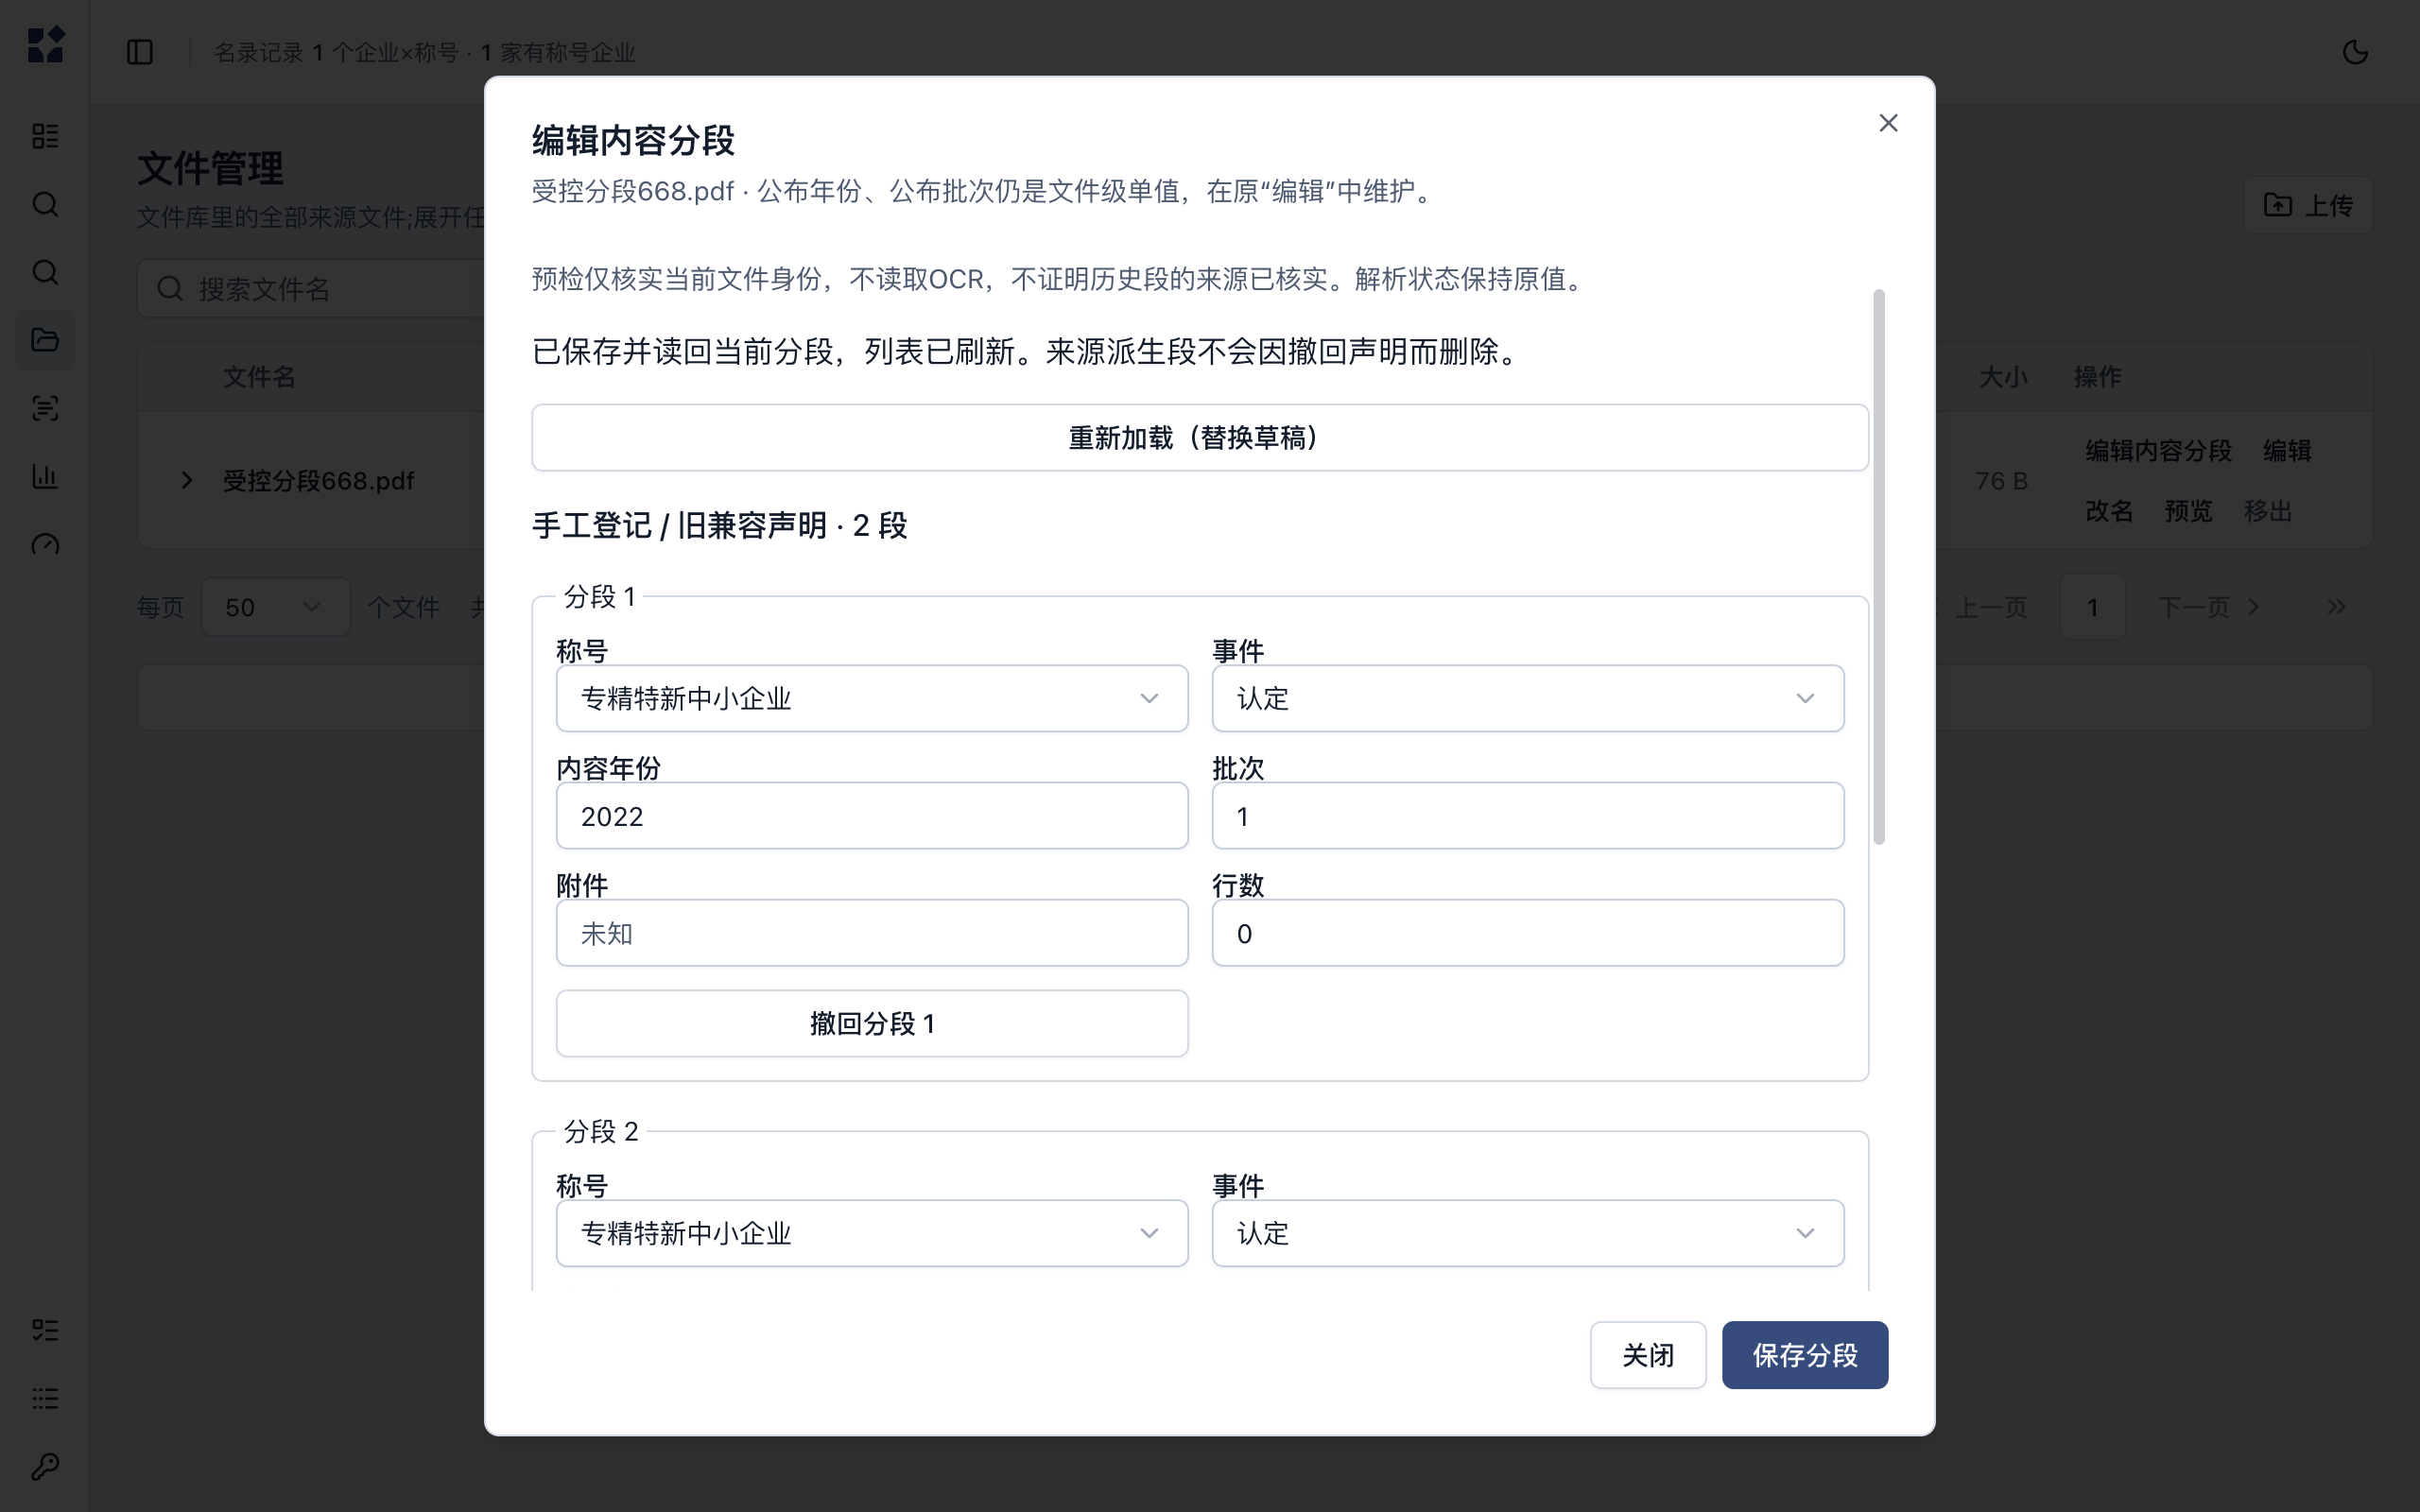 名录记录 1 个企业×称号 · 1 家有称号企业
文件管理
文件库里的全部来源文件;展开任
上传
搜索文件名
文件名
大小
操作
受控分段668.pdf
76 B
编辑内容分段
编辑
改名
预览
移出
每页
50
个文件
上一页
1
下一页
编辑内容分段
受控分段668.pdf · 公布年份、公布批次仍是文件级单值，在原“编辑”中维护。
预检仅核实当前文件身份，不读取OCR，不证明历史段的来源已核实。解析状态保持原值。
已保存并读回当前分段，列表已刷新。来源派生段不会因撤回声明而删除。
重新加载（替换草稿）
手工登记 / 旧兼容声明 · 2 段
分段 1
称号
事件
专精特新中小企业
认定
内容年份
批次
2022
1
附件
行数
未知
0
撤回分段 1
分段 2
称号
事件
专精特新中小企业
认定
关闭
保存分段